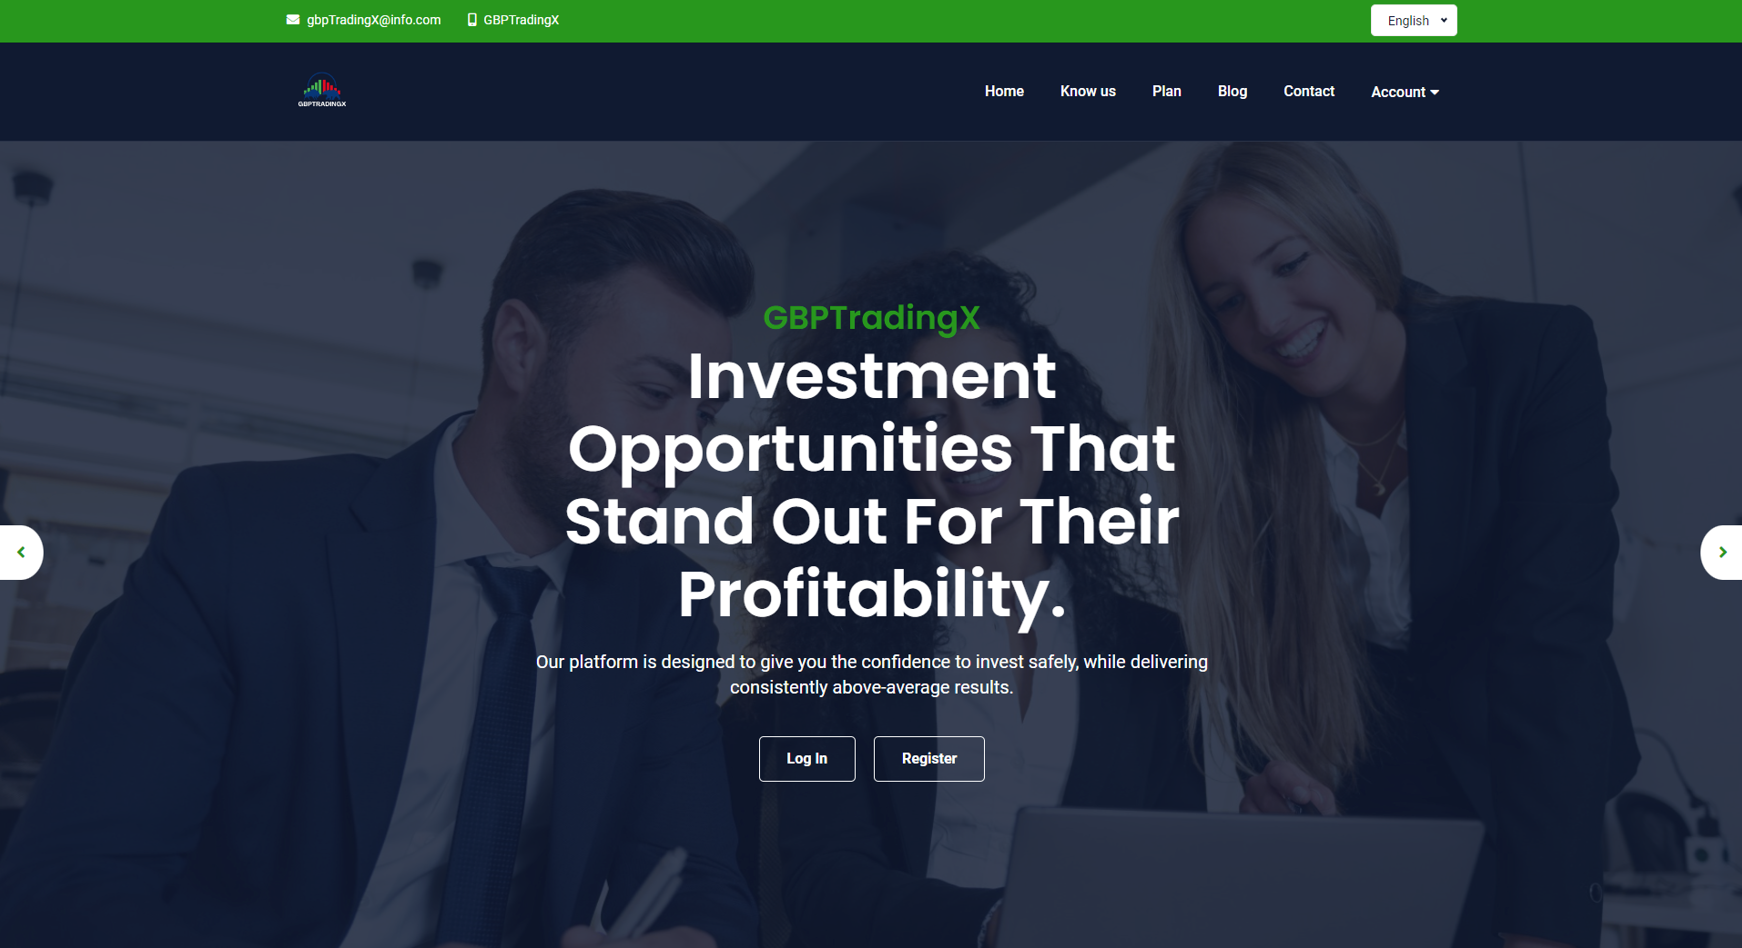 gbpTradingX@info.com
GBPTradingX
English
GBPTRADINGX
Home
Know us
Plan
Blog
Contact
Account
GBPTradingX
Investment
Opportunities That
Stand Out For Their
Profitability.
Our platform is designed to give you the confidence to invest safely, while delivering
consistently above-average results.
Log In
Register